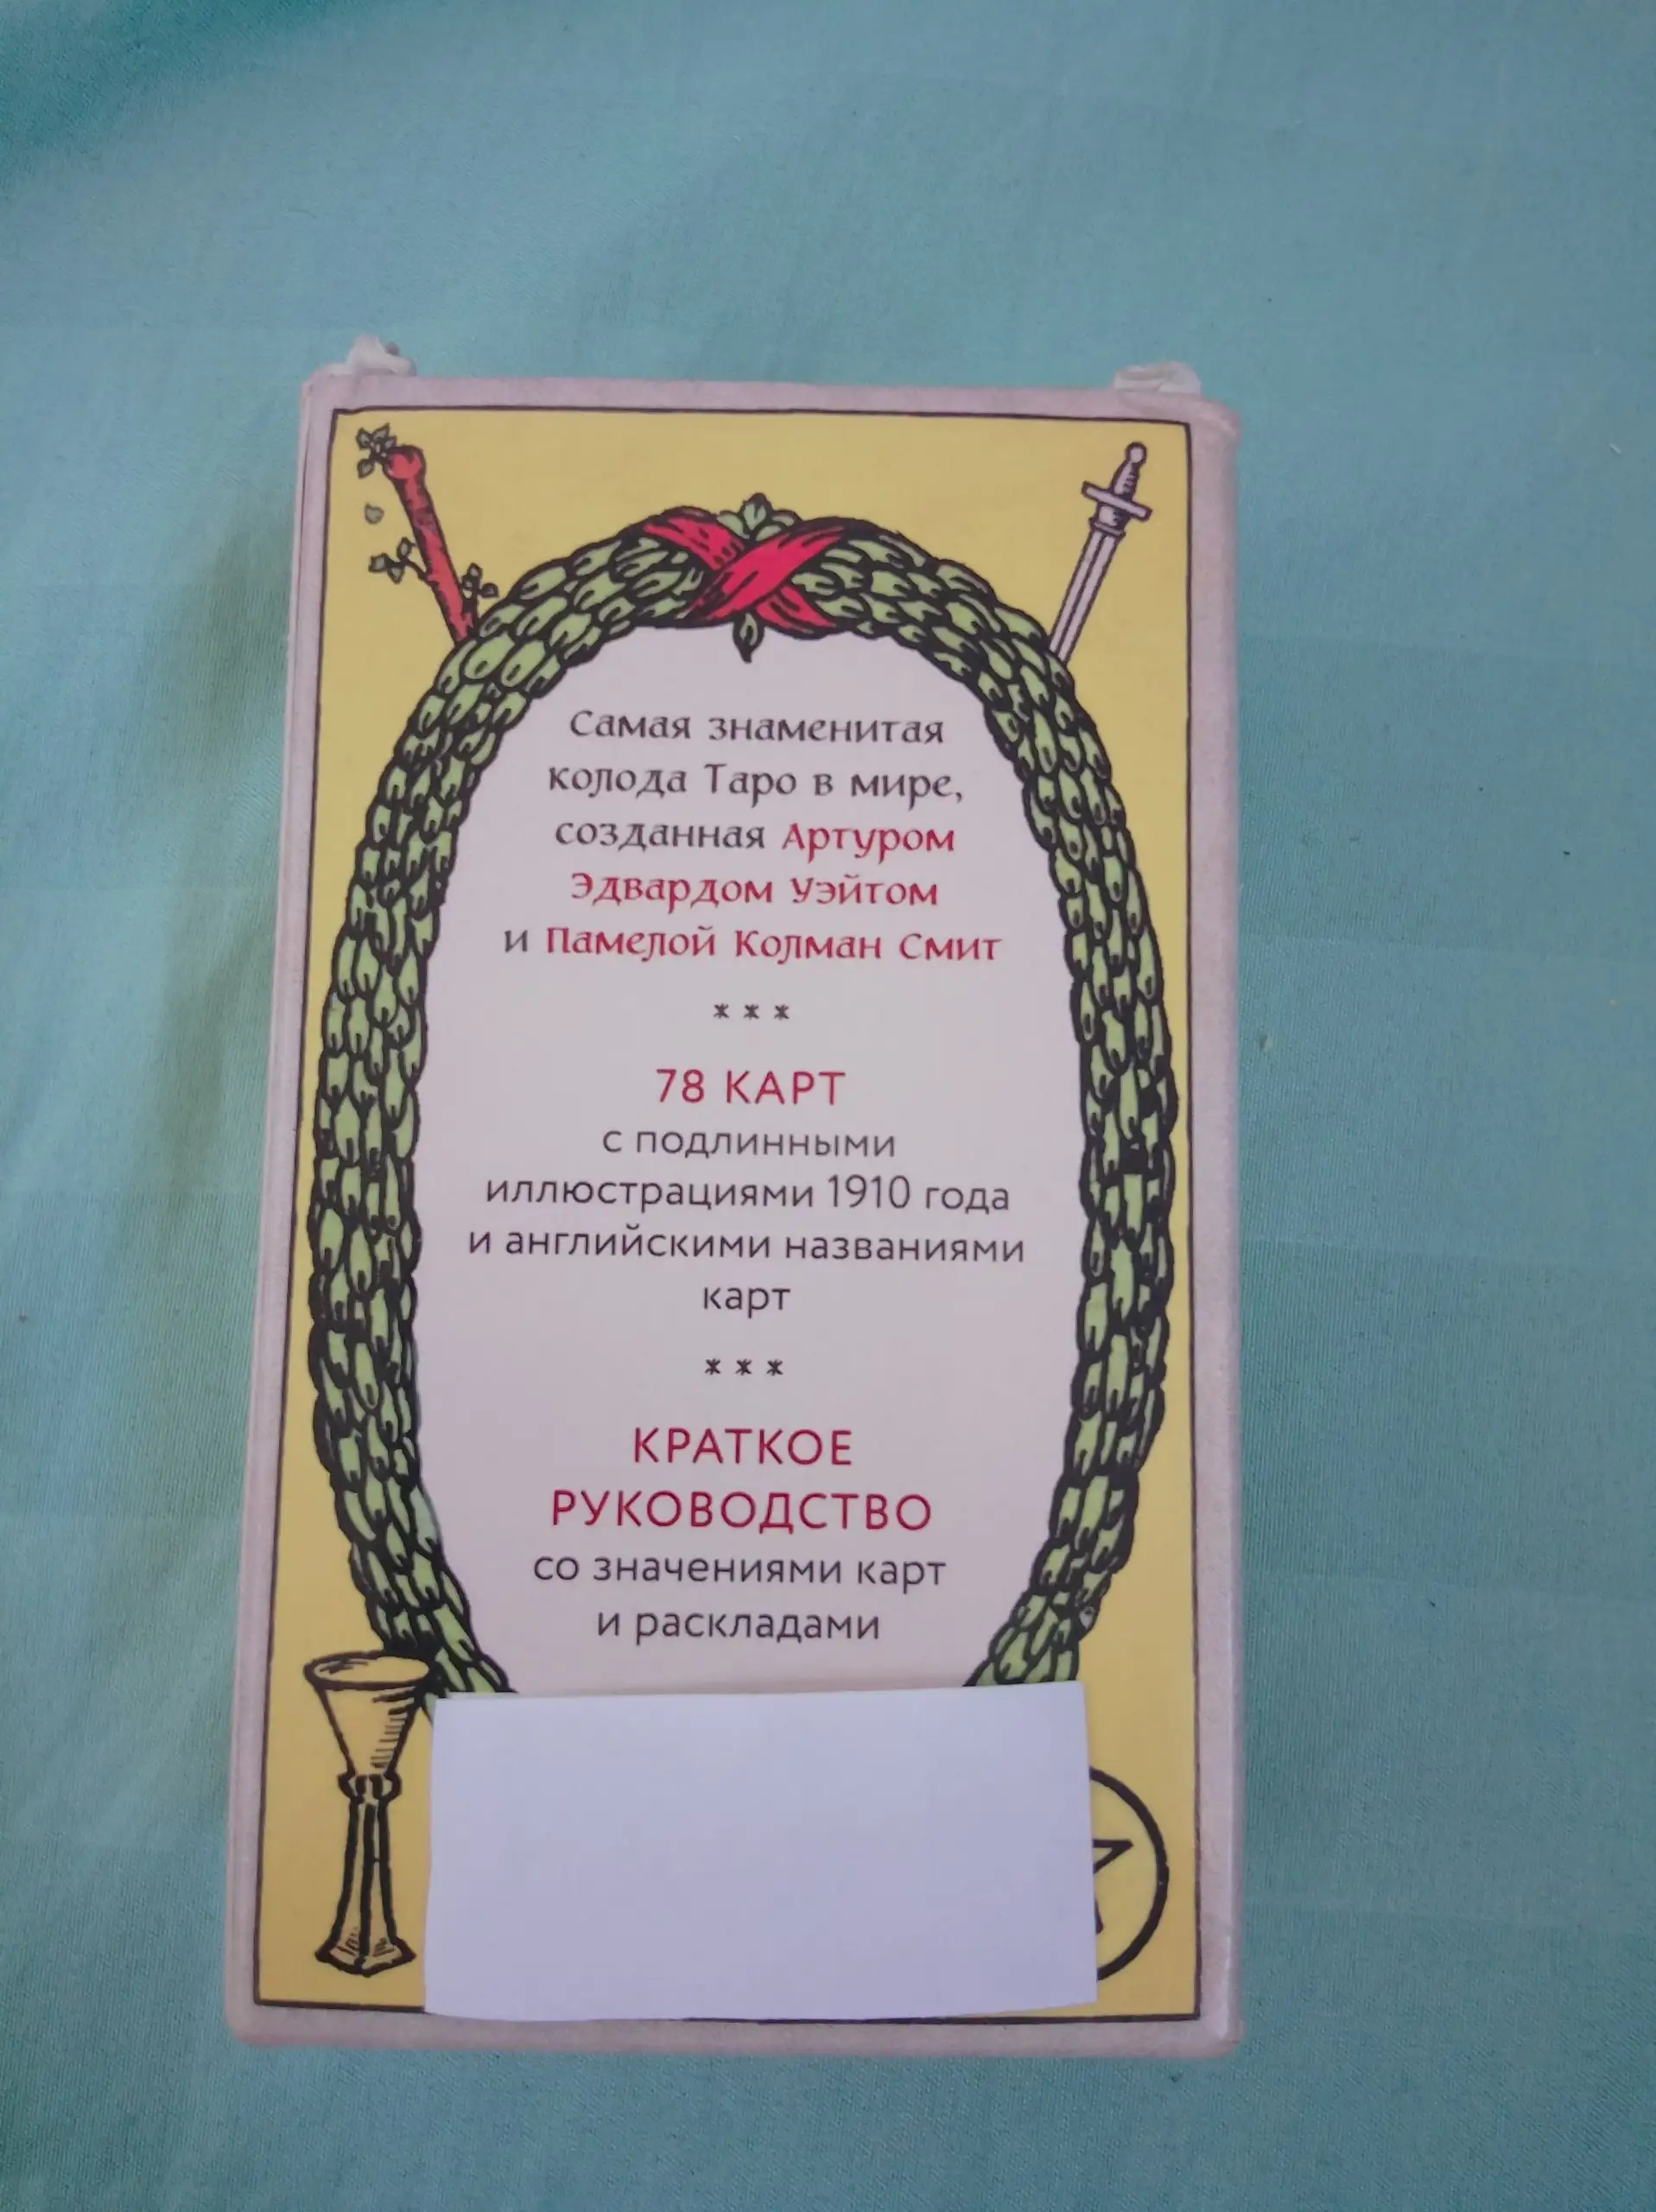 Самая знаменитая
колода Таро в мире,
созданная Артуром
Эдвардом Уэйтом
и Памелой Колман Смит
* * *
78 КАРТ
с подлинными
иллюстрациями 1910 года
и английскими названиями
карт
* * *
КРАТКОЕ
РУКОВОДСТВО
со значениями карт
и раскладами